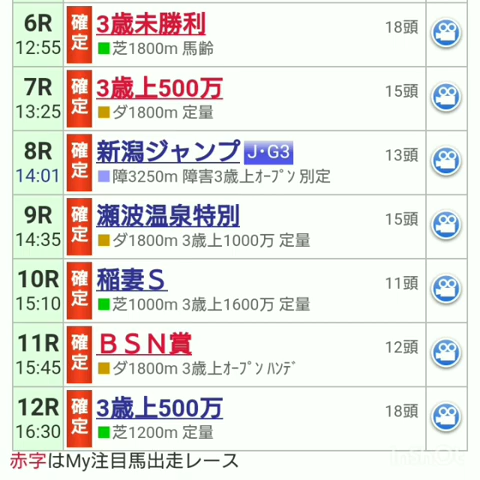 6R 確定 3歳未勝利 18頭
12:55 芝1800m 馬齢
7R 確定 3歳上500万 15頭
13:25 ダ1800m 定量
8R 確定 新潟ジャンプ J・G3 13頭
14:01 障3250m 障害3歳上ｵｰﾌﾟﾝ 別定
9R 確定 瀬波温泉特別 15頭
14:35 ダ1800m 3歳上1000万 定量
10R 確定 稲妻Ｓ 11頭
15:10 芝1000m 3歳上1600万 定量
11R 確定 ＢＳＮ賞 12頭
15:45 ダ1800m 3歳上ｵｰﾌﾟﾝ ﾊﾝﾃﾞ
12R 確定 3歳上500万 18頭
16:30 芝1200m 定量
赤字はMy注目馬出走レース
InShOt